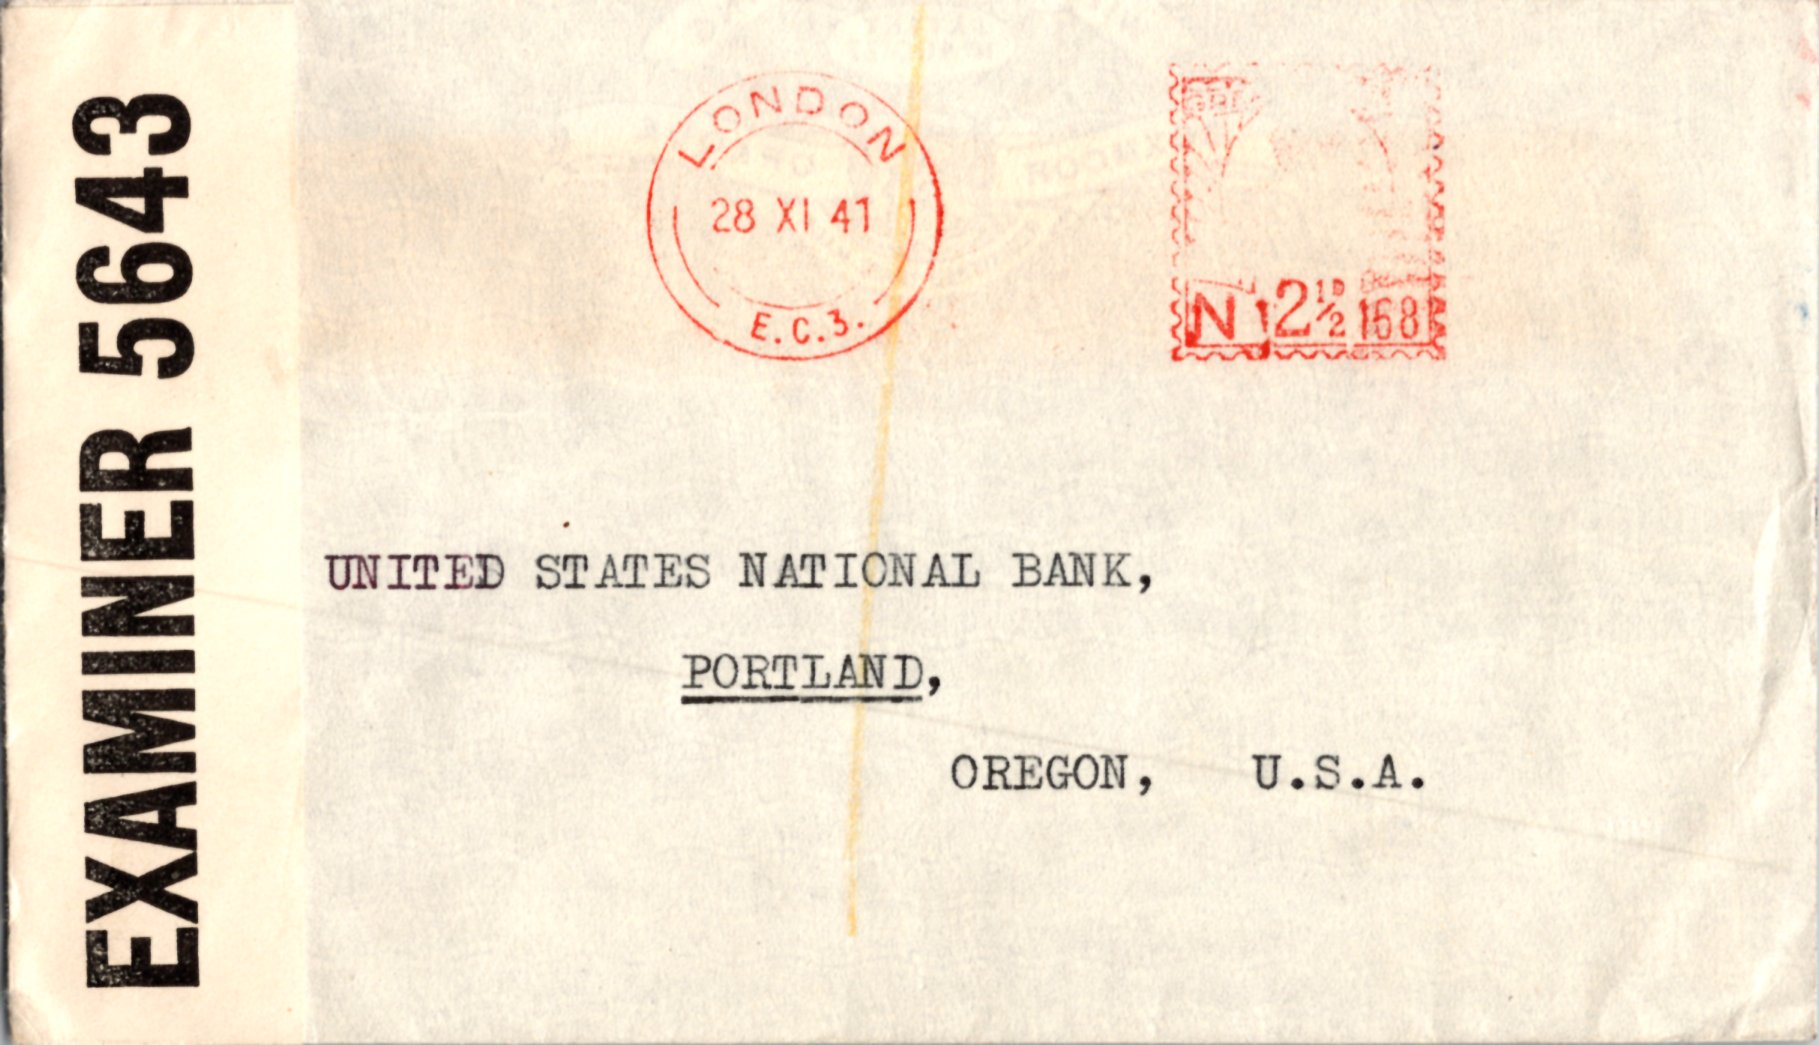 EXAMINER 5643
LONDON
28 XI 41
E.C.3.
N 2½D 168
UNITED STATES NATIONAL BANK,
PORTLAND,
OREGON, U.S.A.